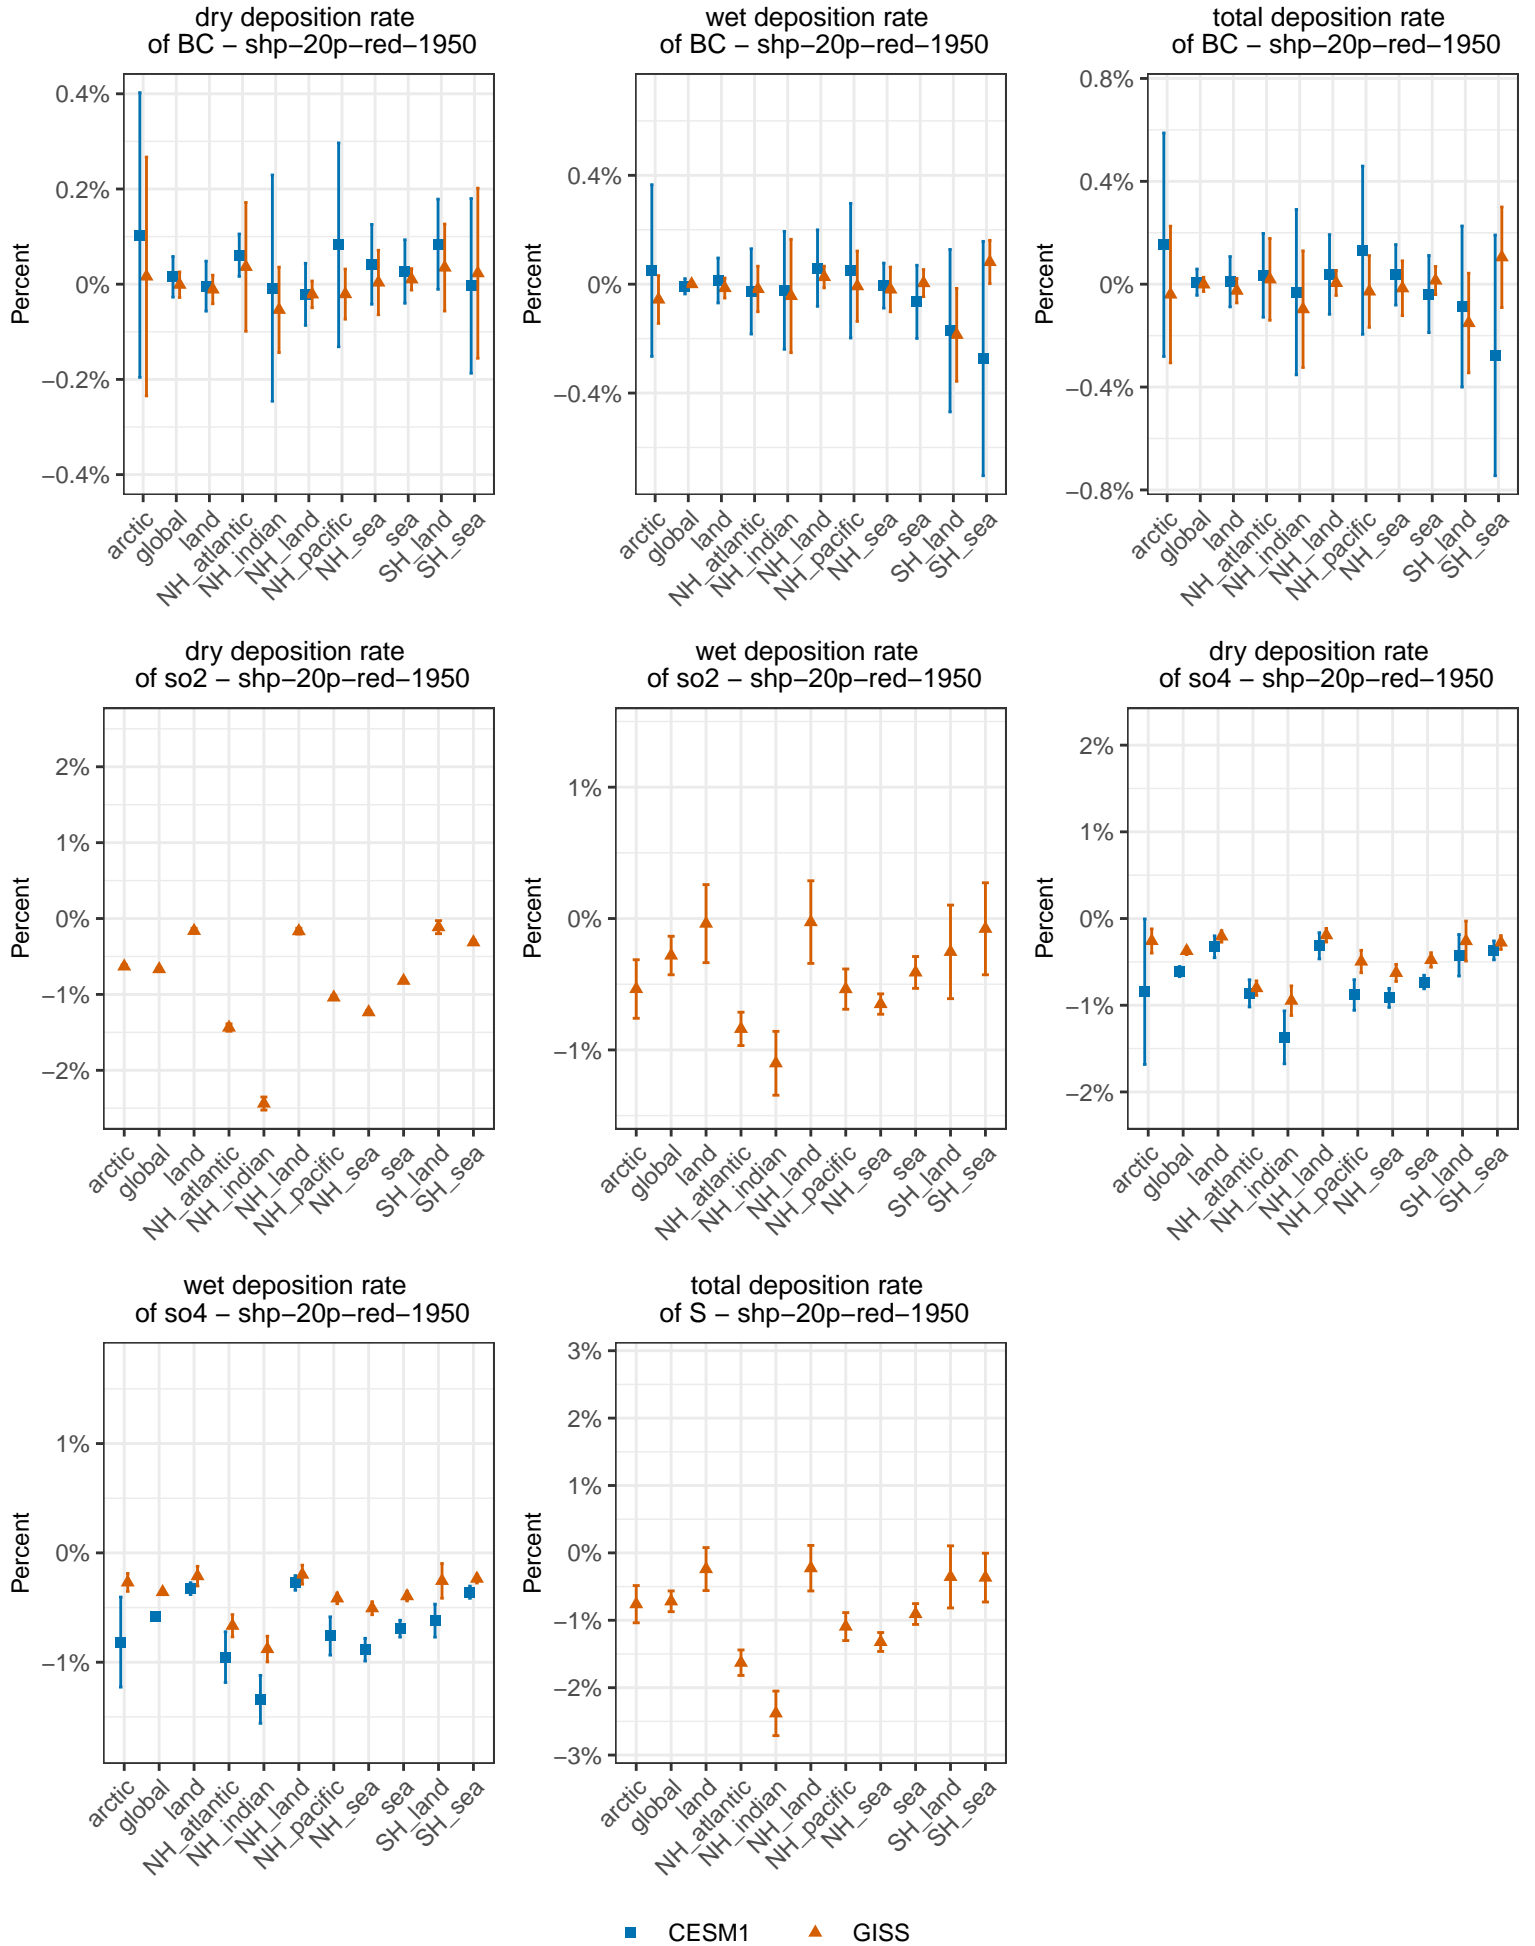 dry deposition rate
of BC − shp−20p−red−1950
0.4%
0.2%
0%
−0.2%
−0.4%
Percent
arctic
global
land
NH_atlantic
NH_indian
NH_land
NH_pacific
NH_sea
sea
SH_land
SH_sea
wet deposition rate
of BC − shp−20p−red−1950
0.4%
0%
−0.4%
Percent
arctic
global
land
NH_atlantic
NH_indian
NH_land
NH_pacific
NH_sea
sea
SH_land
SH_sea
total deposition rate
of BC − shp−20p−red−1950
0.8%
0.4%
0%
−0.4%
−0.8%
Percent
arctic
global
land
NH_atlantic
NH_indian
NH_land
NH_pacific
NH_sea
sea
SH_land
SH_sea
dry deposition rate
of so2 − shp−20p−red−1950
2%
1%
0%
−1%
−2%
Percent
arctic
global
land
NH_atlantic
NH_indian
NH_land
NH_pacific
NH_sea
sea
SH_land
SH_sea
wet deposition rate
of so2 − shp−20p−red−1950
1%
0%
−1%
Percent
arctic
global
land
NH_atlantic
NH_indian
NH_land
NH_pacific
NH_sea
sea
SH_land
SH_sea
dry deposition rate
of so4 − shp−20p−red−1950
2%
1%
0%
−1%
−2%
Percent
arctic
global
land
NH_atlantic
NH_indian
NH_land
NH_pacific
NH_sea
sea
SH_land
SH_sea
wet deposition rate
of so4 − shp−20p−red−1950
1%
0%
−1%
Percent
arctic
global
land
NH_atlantic
NH_indian
NH_land
NH_pacific
NH_sea
sea
SH_land
SH_sea
total deposition rate
of S − shp−20p−red−1950
3%
2%
1%
0%
−1%
−2%
−3%
Percent
arctic
global
land
NH_atlantic
NH_indian
NH_land
NH_pacific
NH_sea
sea
SH_land
SH_sea
CESM1
GISS